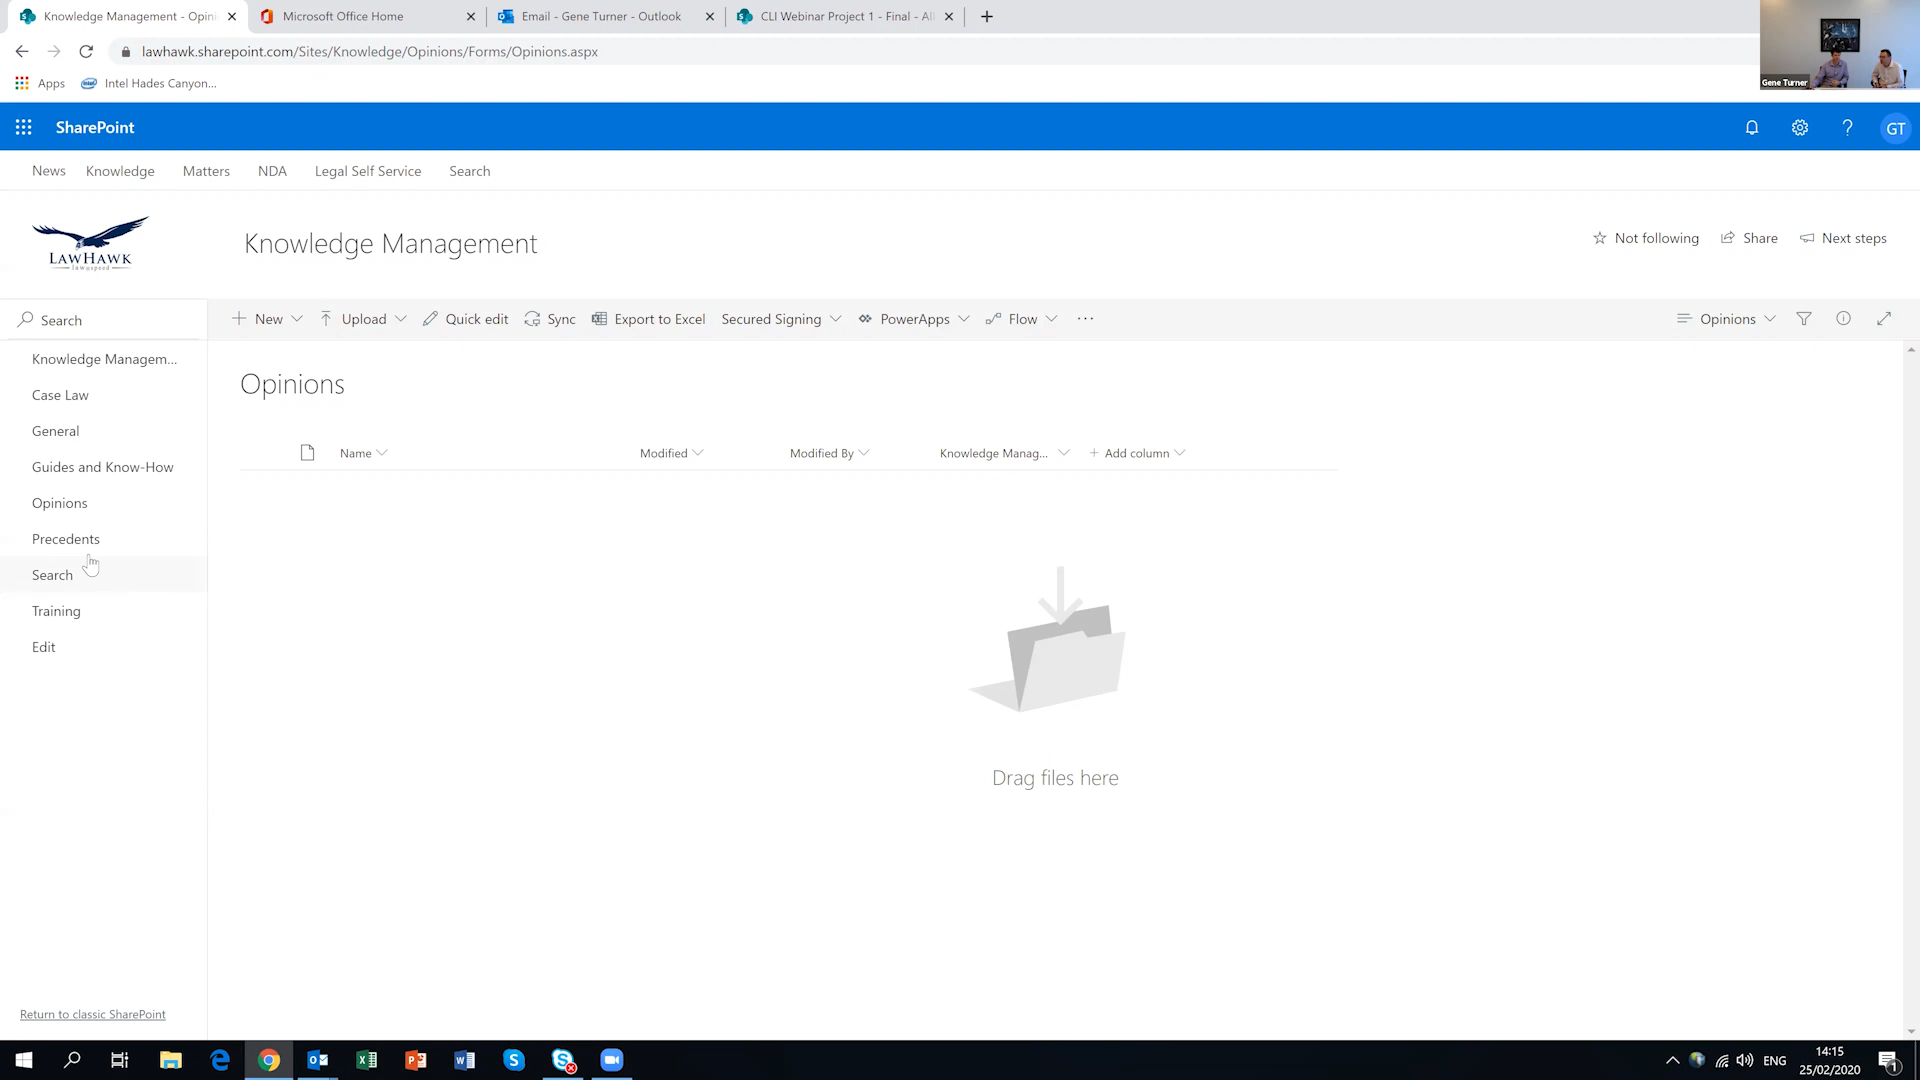 Knowledge Management - Opini
Microsoft Office Home
Email - Gene Turner - Outlook
CLI Webinar Project 1 - Final - All
lawhawk.sharepoint.com/Sites/Knowledge/Opinions/Forms/Opinions.aspx
Gene Turner
Apps
Intel Hades Canyon...
SharePoint
GT
News
Knowledge
Matters
NDA
Legal Self Service
Search
LAWHAWK
law@speed
Knowledge Management
Not following
Share
Next steps
Search
New
Upload
Quick edit
Sync
Export to Excel
Secured Signing
PowerApps
Flow
...
Opinions
Knowledge Managem...
Case Law
General
Guides and Know-How
Opinions
Precedents
Search
Training
Edit
Opinions
Name
Modified
Modified By
Knowledge Manag...
Add column
Drag files here
Return to classic SharePoint
ENG
14:15
25/02/2020
1